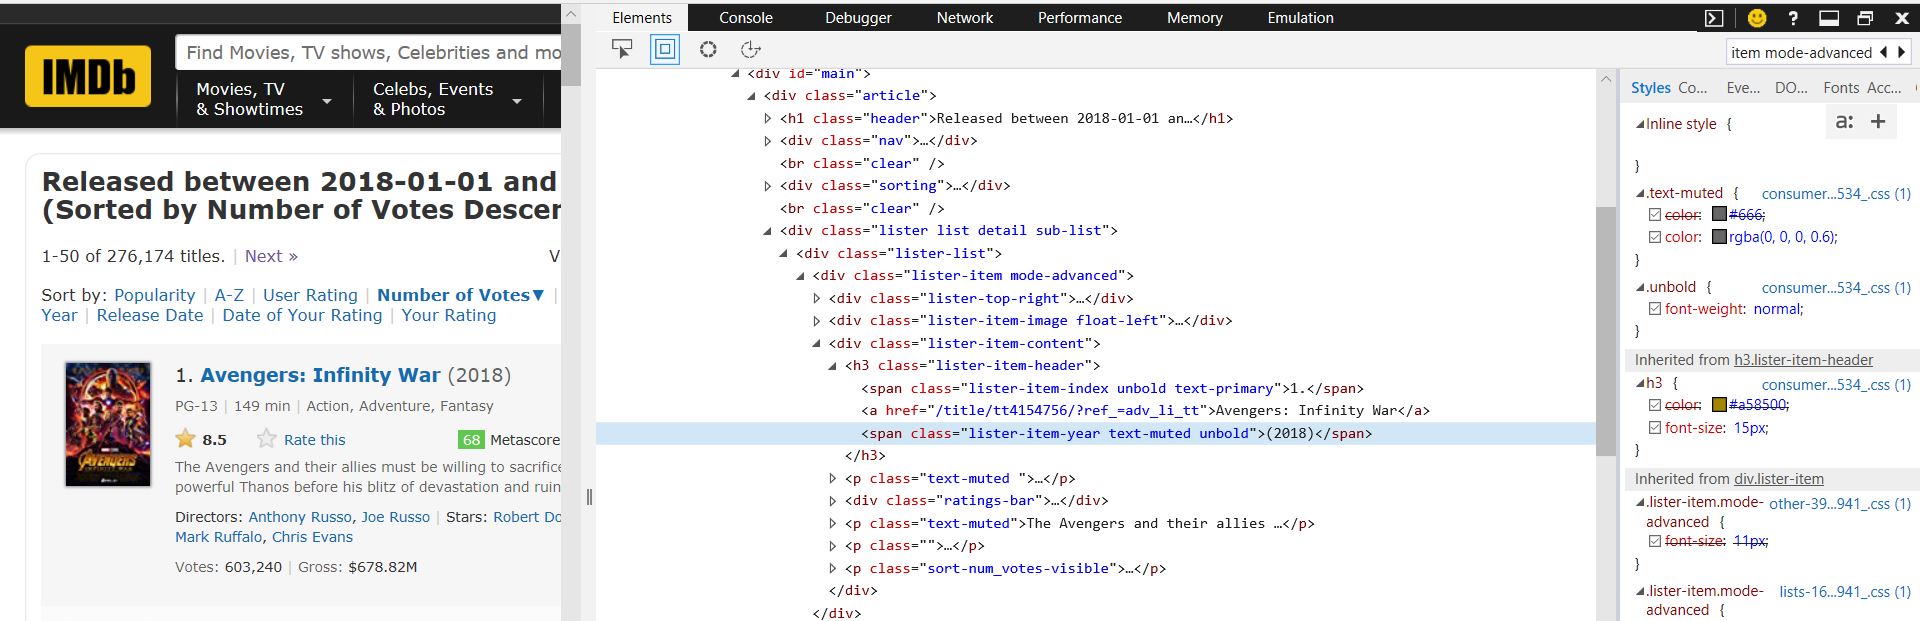 Elements Console Debugger Network Performance Memory Emulation
?
item mode-advanced
IMDb
Find Movies, TV shows, Celebrities and mo
Movies, TV
& Showtimes
Celebs, Events
& Photos
Released between 2018-01-01 and
(Sorted by Number of Votes Descer
1-50 of 276,174 titles. | Next »
V
Sort by: Popularity | A-Z | User Rating | Number of Votes▼ |
Year | Release Date | Date of Your Rating | Your Rating
AVENGERS
1. Avengers: Infinity War (2018)
PG-13 | 149 min | Action, Adventure, Fantasy
8.5 Rate this 68 Metascore
The Avengers and their allies must be willing to sacrifice
powerful Thanos before his blitz of devastation and ruin
Directors: Anthony Russo, Joe Russo | Stars: Robert Do
Mark Ruffalo, Chris Evans
Votes: 603,240 | Gross: $678.82M
<div id="main">
<div class="article">
<h1 class="header">Released between 2018-01-01 an…</h1>
<div class="nav">…</div>
<br class="clear" />
<div class="sorting">…</div>
<br class="clear" />
<div class="lister list detail sub-list">
<div class="lister-list">
<div class="lister-item mode-advanced">
<div class="lister-top-right">…</div>
<div class="lister-item-image float-left">…</div>
<div class="lister-item-content">
<h3 class="lister-item-header">
<span class="lister-item-index unbold text-primary">1.</span>
<a href="/title/tt4154756/?ref_=adv_li_tt">Avengers: Infinity War</a>
<span class="lister-item-year text-muted unbold">(2018)</span>
</h3>
<p class="text-muted ">…</p>
<div class="ratings-bar">…</div>
<p class="text-muted">The Avengers and their allies …</p>
<p class="">…</p>
<p class="sort-num_votes-visible">…</p>
</div>
</div>
Styles Co... Eve... DO... Fonts Acc...
Inline style {
a: +
}
.text-muted { consumer...534_.css (1)
color: #666;
color: rgba(0, 0, 0, 0.6);
}
.unbold { consumer...534_.css (1)
font-weight: normal;
}
Inherited from h3.lister-item-header
h3 { consumer...534_.css (1)
color: #a58500;
font-size: 15px;
}
Inherited from div.lister-item
.lister-item.mode- other-39...941_.css (1)
advanced {
font-size: 11px;
}
.lister-item.mode- lists-16...941_.css (1)
advanced {